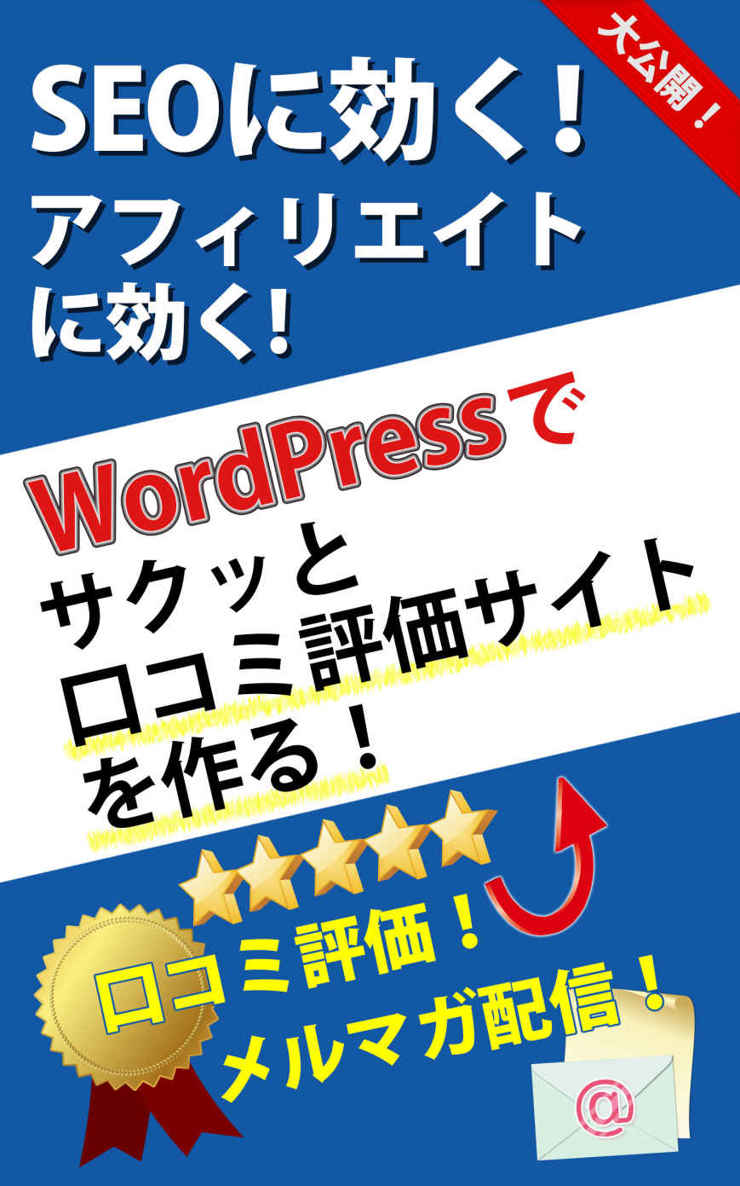 大公開！
SEOに効く！
アフィリエイト
に効く！
WordPressで
サクッと
口コミ評価サイト
を作る！
口コミ評価！
メルマガ配信！
@